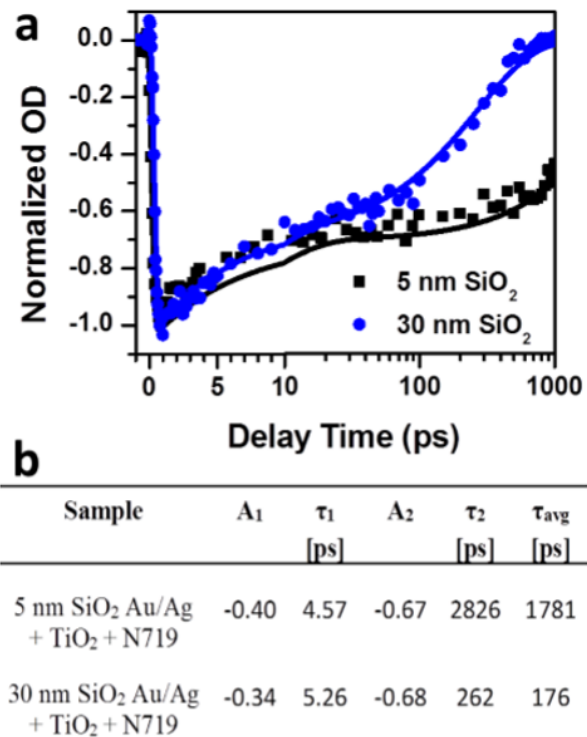 a
Normalized OD
0.0
-0.2
-0.4
-0.6
-0.8
-1.0
5 nm SiO₂
30 nm SiO₂
0 5 10 100 1000
Delay Time (ps)
b
Sample A₁ τ₁ A₂ τ₂ τavg
[ps] [ps] [ps]
5 nm SiO₂ Au/Ag -0.40 4.57 -0.67 2826 1781
+ TiO₂ + N719
30 nm SiO₂ Au/Ag -0.34 5.26 -0.68 262 176
+ TiO₂ + N719